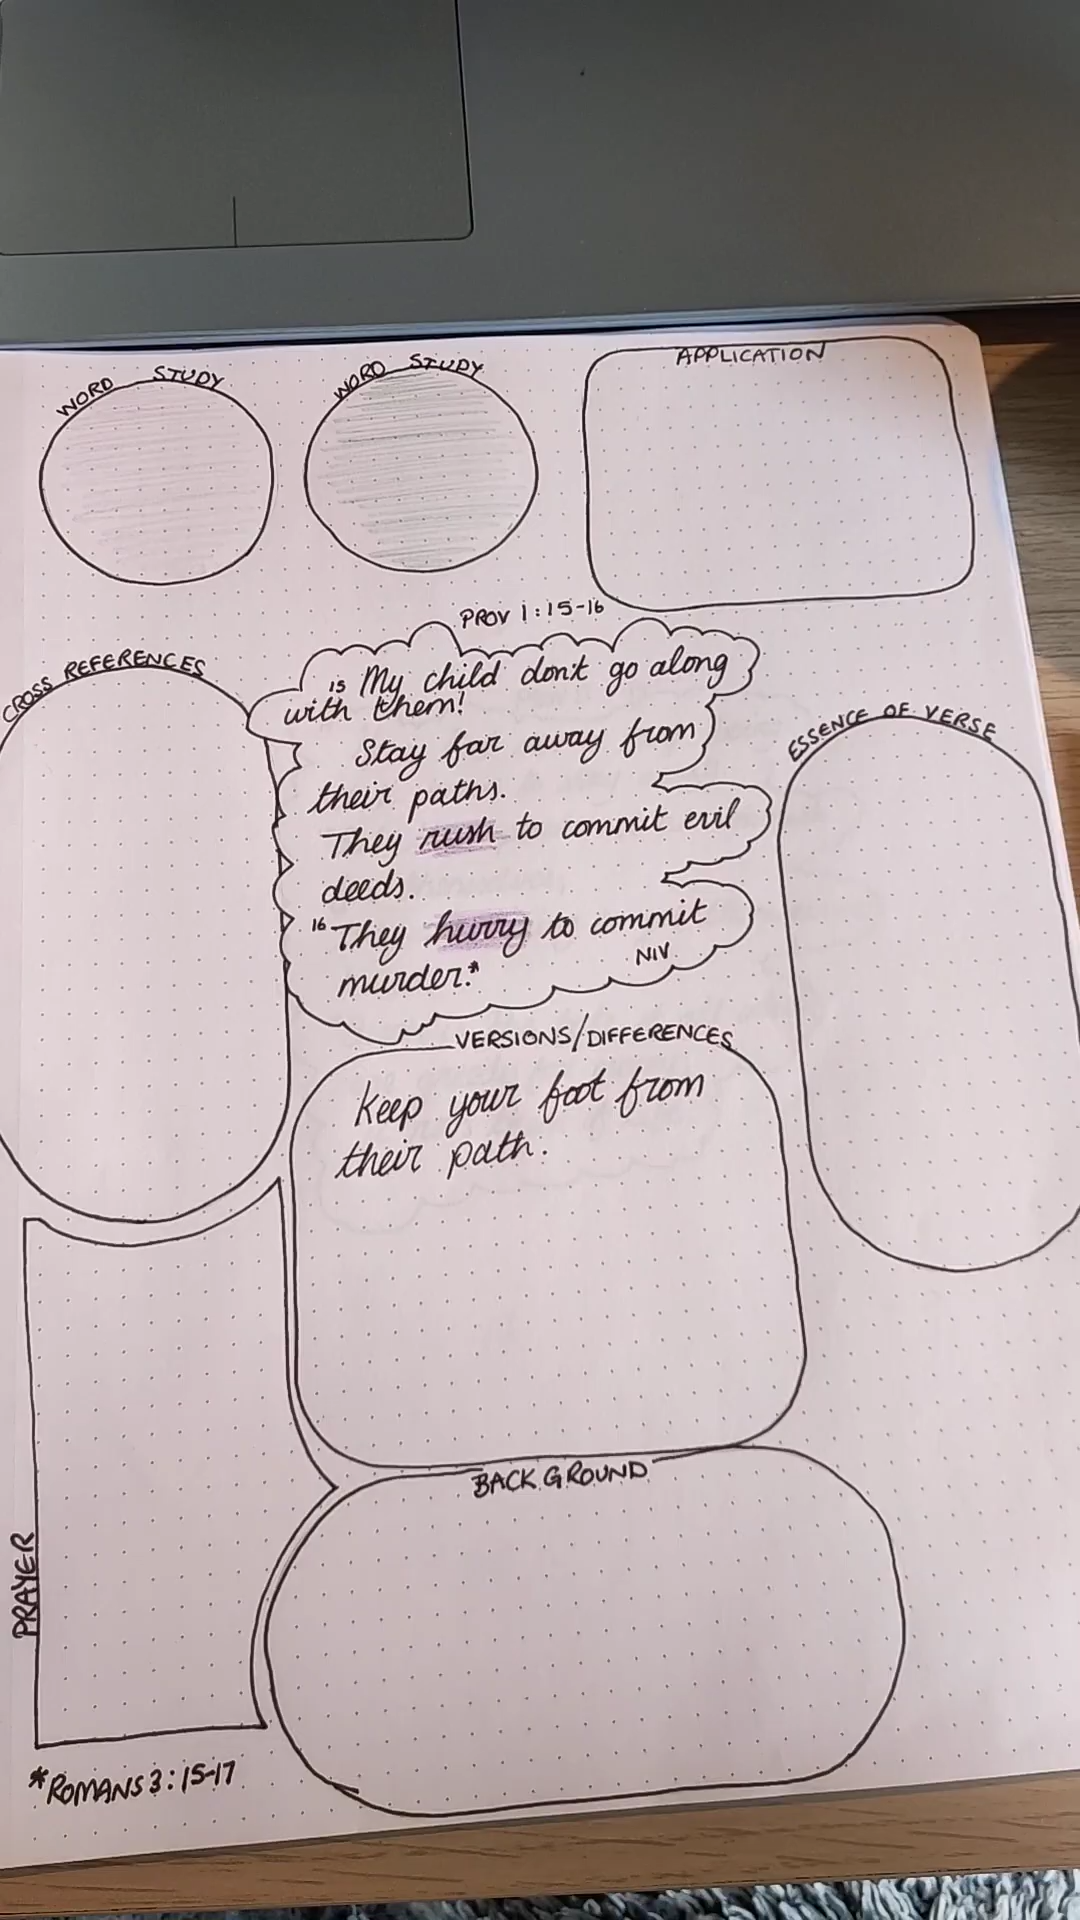 WORD STUDY
WORD STUDY
APPLICATION
PROV 1:15-16
CROSS REFERENCES
15 My child don't go along
with them!
Stay far away from
their paths.
They rush to commit evil
deeds.
16 They hurry to commit
murder.*
NIV
ESSENCE OF VERSE
VERSIONS/DIFFERENCES
Keep your foot from
their path.
PRAYER
BACKGROUND
*ROMANS 3:15-17